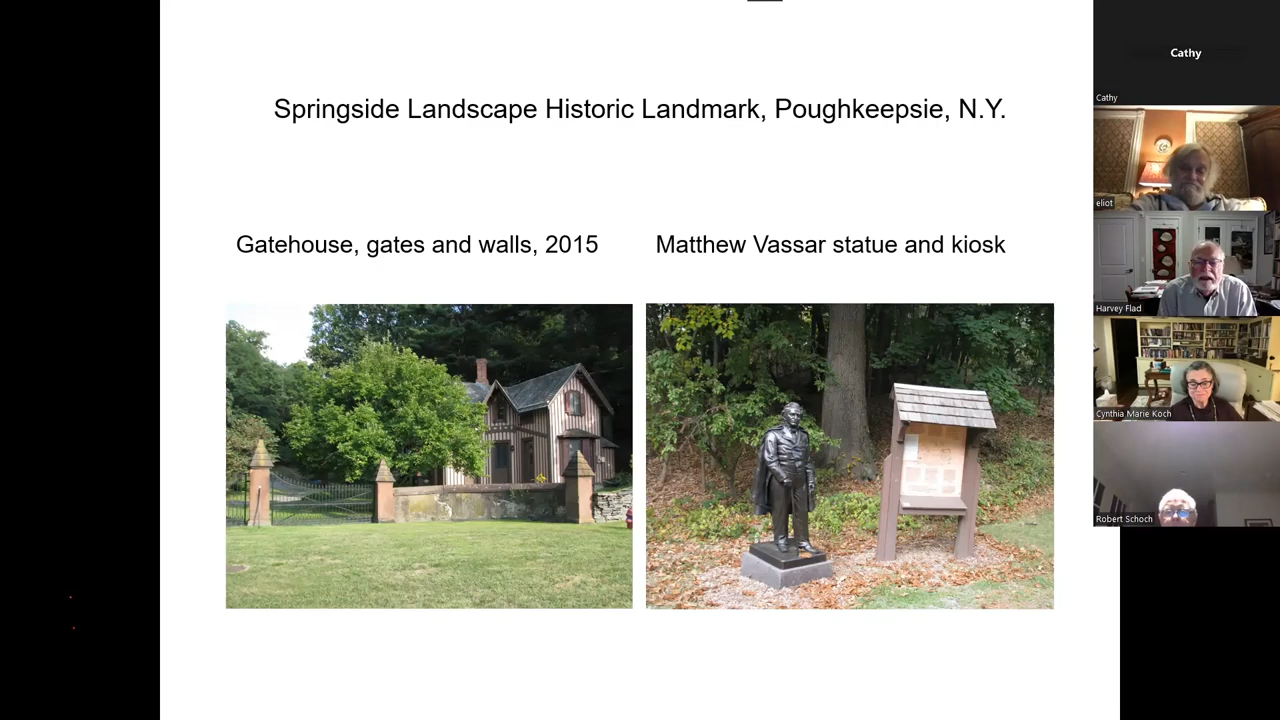 Springside Landscape Historic Landmark, Poughkeepsie, N.Y.
Gatehouse, gates and walls, 2015
Matthew Vassar statue and kiosk
Cathy
Cathy
eliot
Harvey Flad
Cynthia Marie Koch
Robert Schoch